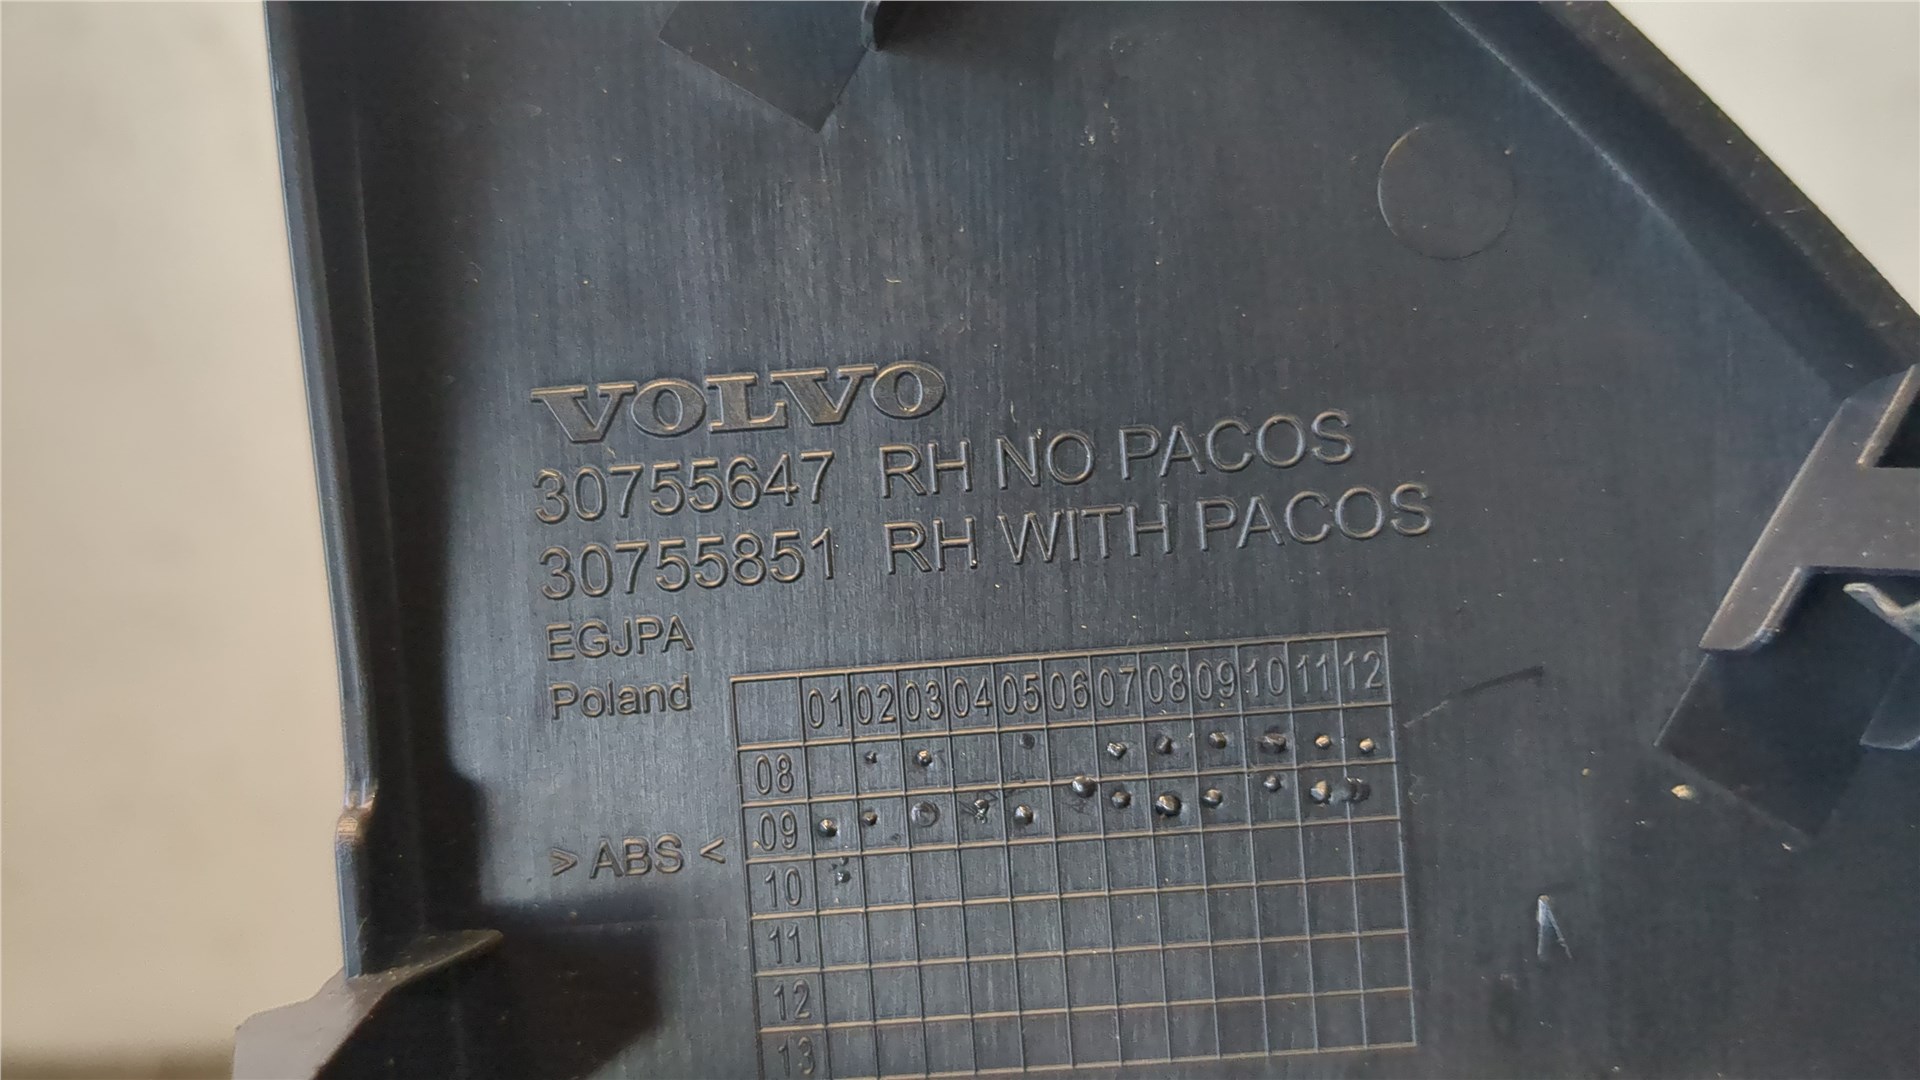 VOLVO
30755647 RH NO PACOS
30755851 RH WITH PACOS
EGJPA
Poland
> ABS <
01 02 03 04 05 06 07 08 09 10 11 12
08
09
10
11
12
13